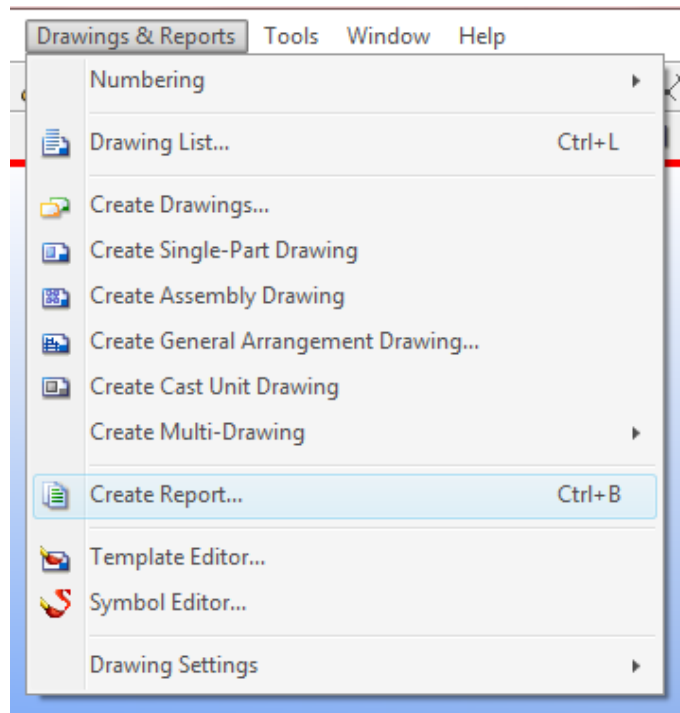 Drawings & Reports Tools Window Help
Numbering
Drawing List... Ctrl+L
Create Drawings...
Create Single-Part Drawing
Create Assembly Drawing
Create General Arrangement Drawing...
Create Cast Unit Drawing
Create Multi-Drawing
Create Report... Ctrl+B
Template Editor...
Symbol Editor...
Drawing Settings